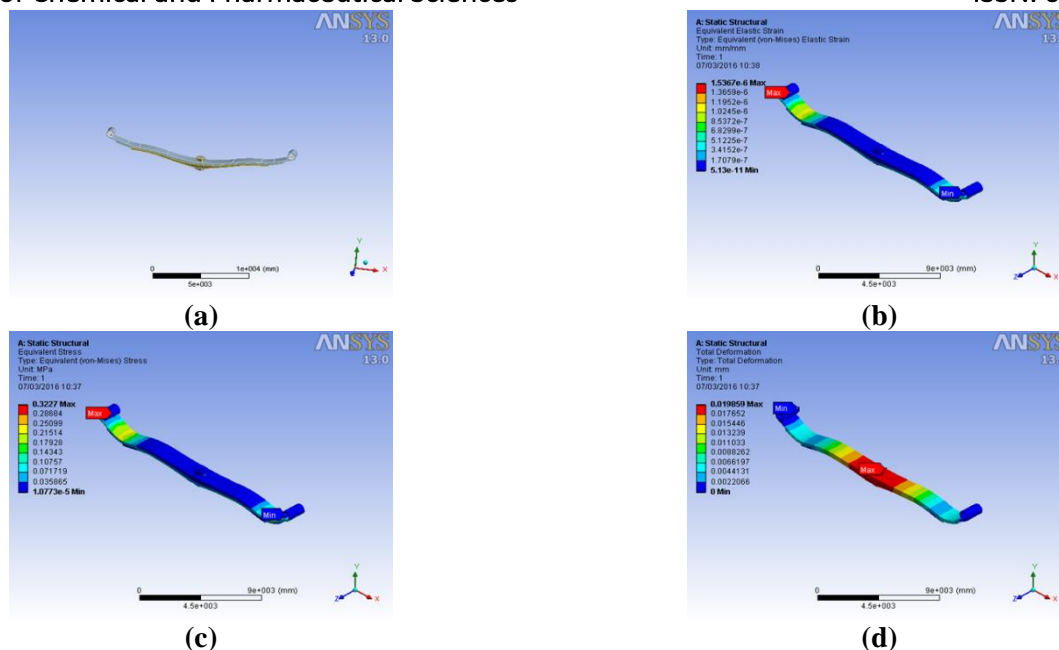 of Chemical and Pharmaceutical Sciences
ANSYS
13.0
0
1e+004 (mm)
5e+003
Y
X
(a)
A: Static Structural
Equivalent Elastic Strain
Type: Equivalent (von-Mises) Elastic Strain
Unit: mm/mm
Time: 1
07/03/2016 10:38
1.5367e-6 Max
1.3659e-6
1.1952e-6
1.0245e-6
8.5372e-7
6.8299e-7
5.1225e-7
3.4152e-7
1.7079e-7
5.13e-11 Min
Max
Min
ANSYS
13.
0
9e+003 (mm)
4.5e+003
Y
Z
X
(b)
A: Static Structural
Equivalent Stress
Type: Equivalent (von-Mises) Stress
Unit: MPa
Time: 1
07/03/2016 10:37
0.3227 Max
0.28684
0.25099
0.21514
0.17928
0.14343
0.10757
0.071719
0.035865
1.0773e-5 Min
Max
Min
ANSYS
13.0
0
9e+003 (mm)
4.5e+003
Y
Z
X
(c)
A: Static Structural
Total Deformation
Type: Total Deformation
Unit: mm
Time: 1
07/03/2016 10:37
0.019859 Max
0.017652
0.015446
0.013239
0.011033
0.0088262
0.0066197
0.0044131
0.0022066
0 Min
Min
Max
ANSYS
13.
0
9e+003 (mm)
4.5e+003
Y
Z
X
(d)